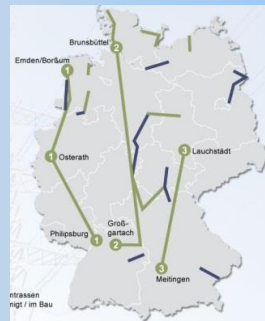 Brunsbüttel
2
Emden/Borßum
1
1
Osterath
3
Lauchstädt
Philipsburg
1
Groß-
gartach
2
3
Meitingen
ntrassen
migt / im Bau